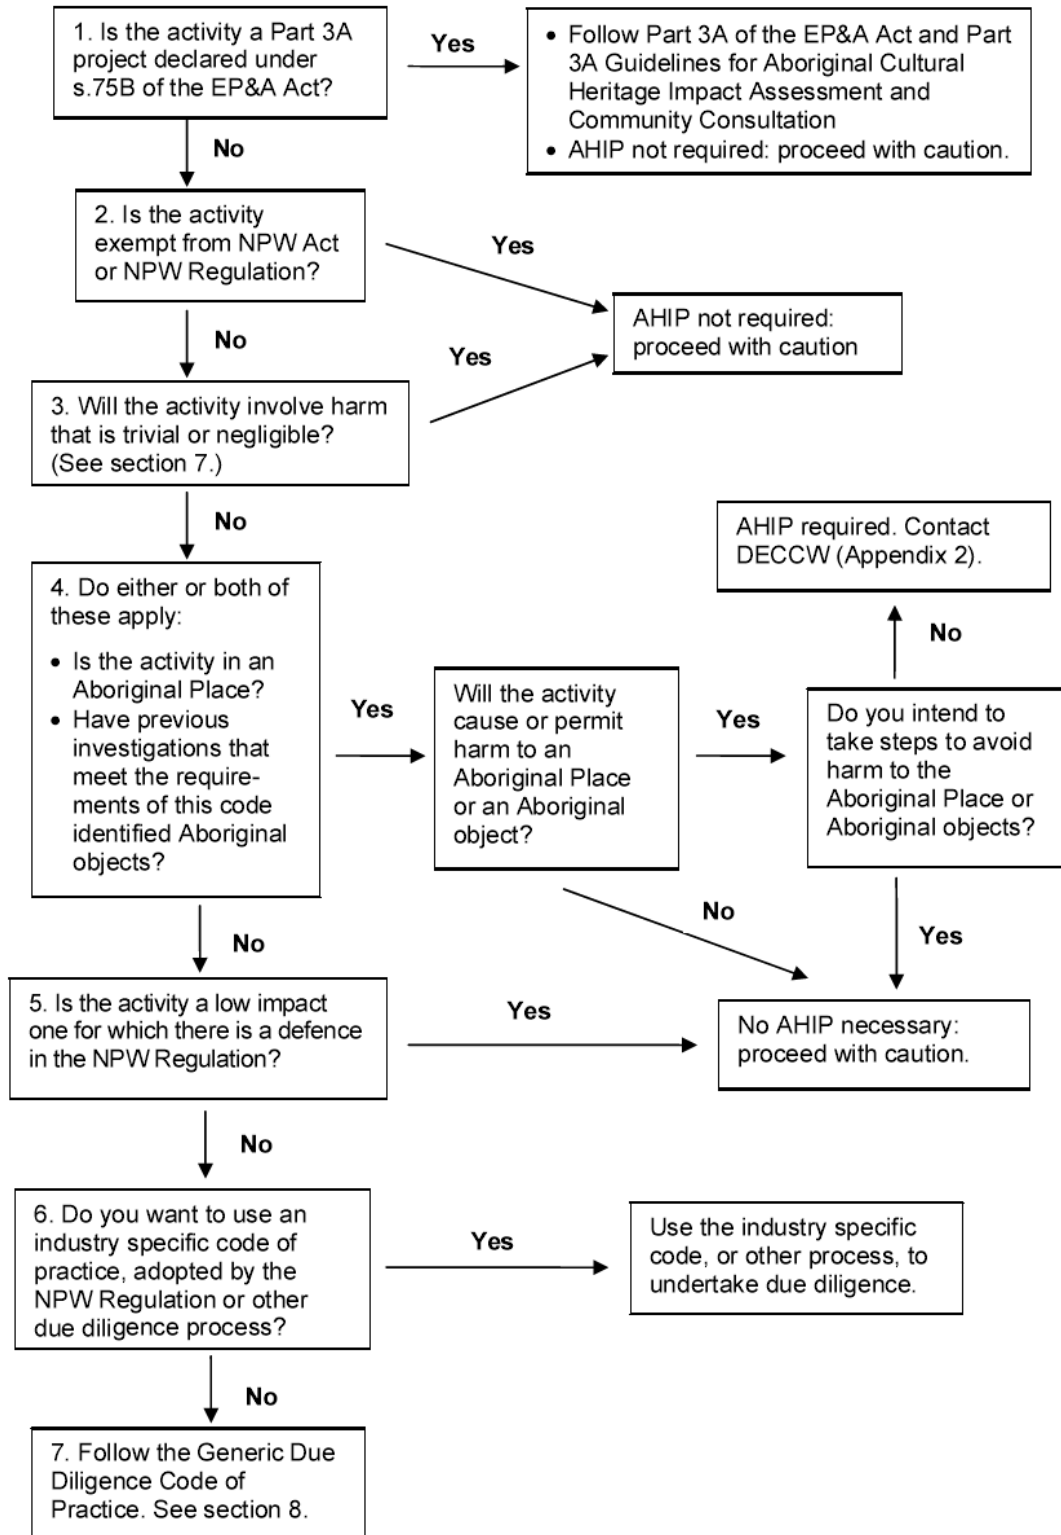 1. Is the activity a Part 3A
project declared under
s.75B of the EP&A Act?
Yes
• Follow Part 3A of the EP&A Act and Part
3A Guidelines for Aboriginal Cultural
Heritage Impact Assessment and
Community Consultation
• AHIP not required: proceed with caution.
No
2. Is the activity
exempt from NPW Act
or NPW Regulation?
Yes
AHIP not required:
proceed with caution
No
Yes
3. Will the activity involve harm
that is trivial or negligible?
(See section 7.)
No
AHIP required. Contact
DECCW (Appendix 2).
No
4. Do either or both of
these apply:
• Is the activity in an
Aboriginal Place?
• Have previous
investigations that
meet the require-
ments of this code
identified Aboriginal
objects?
Yes
Will the activity
cause or permit
harm to an
Aboriginal Place
or an Aboriginal
object?
Yes
Do you intend to
take steps to avoid
harm to the
Aboriginal Place or
Aboriginal objects?
No
No
Yes
5. Is the activity a low impact
one for which there is a defence
in the NPW Regulation?
Yes
No AHIP necessary:
proceed with caution.
No
6. Do you want to use an
industry specific code of
practice, adopted by the
NPW Regulation or other
due diligence process?
Yes
Use the industry specific
code, or other process, to
undertake due diligence.
No
7. Follow the Generic Due
Diligence Code of
Practice. See section 8.